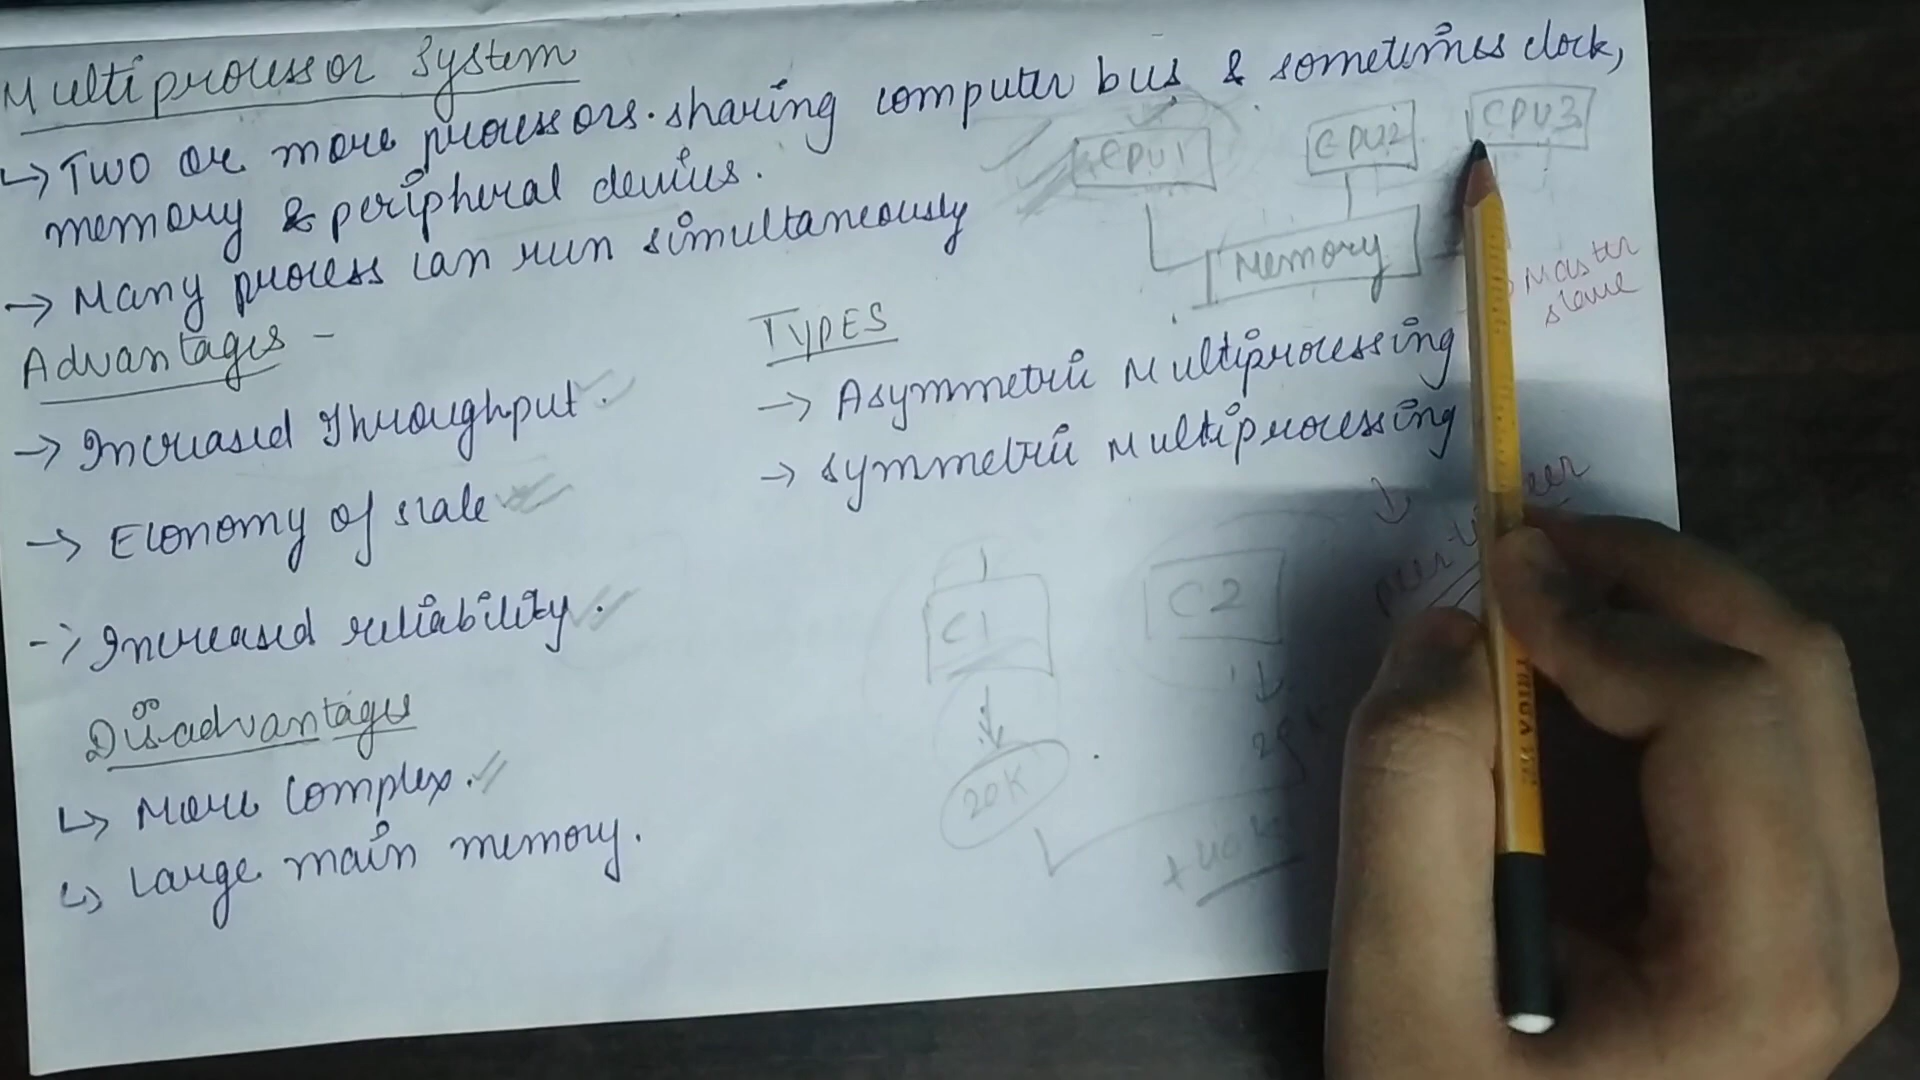 Multiprocessor System
↳ Two or more processors. sharing computer bus & sometimes clock,
memory & peripheral devices.
→ Many process can run simultaneously
CPU1
CPU2
CPU3
Memory
Master
slave
Advantages -
→ Increased Throughput.
→ Economy of scale
→ Increased reliability.
Disadvantages
↳ More Complex.
↳ Large main memory.
TYPES
→ Asymmetric Multiprocessing
→ Symmetric Multiprocessing
C1
C2
20K